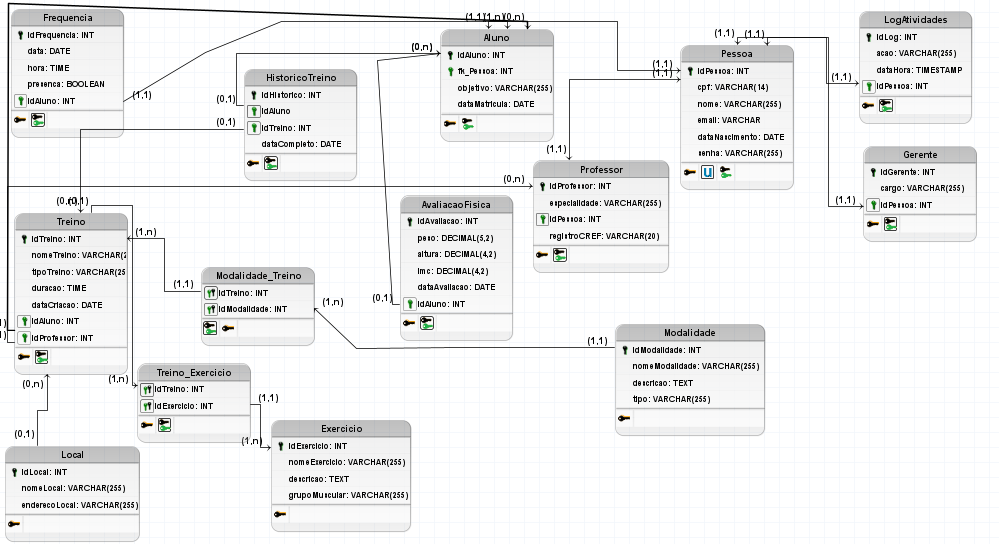 Frequencia
idFrequencia: INT
data: DATE
hora: TIME
presenca: BOOLEAN
idAluno: INT
(1,1)
(1,1)
(1,n)
(0,n)
Aluno
idAluno: INT
fk_Pessoa: INT
objetivo: VARCHAR(255)
dataMatricula: DATE
(0,n)
HistoricoTreino
idHistorico: INT
idAluno
idTreino: INT
dataCompleto: DATE
(0,1)
(0,1)
(1,1)
(1,1)
Pessoa
idPessoa: INT
cpf: VARCHAR(14)
nome: VARCHAR(255)
email: VARCHAR
dataNascimento: DATE
senha: VARCHAR(255)
(1,1)
(1,1)
LogAtividades
idLog: INT
acao: VARCHAR(255)
dataHora: TIMESTAMP
idPessoa: INT
(1,1)
Gerente
idGerente: INT
cargo: VARCHAR(255)
idPessoa: INT
(1,1)
(1,1)
Professor
idProfessor: INT
especialidade: VARCHAR(255)
idPessoa: INT
registroCREF: VARCHAR(20)
(0,n)
AvaliacaoFisica
idAvaliacao: INT
peso: DECIMAL(5,2)
altura: DECIMAL(4,2)
imc: DECIMAL(4,2)
dataAvaliacao: DATE
idAluno: INT
(0,1)
Treino
idTreino: INT
nomeTreino: VARCHAR(2
tipoTreino: VARCHAR(25
duracao: TIME
dataCriacao: DATE
idAluno: INT
idProfessor: INT
(1,n)
(1,1)
Modalidade_Treino
idTreino: INT
idModalidade: INT
(1,n)
(1,1)
Modalidade
idModalidade: INT
nomeModalidade: VARCHAR(255)
descricao: TEXT
tipo: VARCHAR(255)
(0,n)
(1,n)
Treino_Exercicio
idTreino: INT
idExercicio: INT
(1,1)
(1,n)
Exercicio
idExercicio: INT
nomeExercicio: VARCHAR(255)
descricao: TEXT
grupoMuscular: VARCHAR(255)
(0,1)
Local
idLocal: INT
nomeLocal: VARCHAR(255)
enderecoLocal: VARCHAR(255)